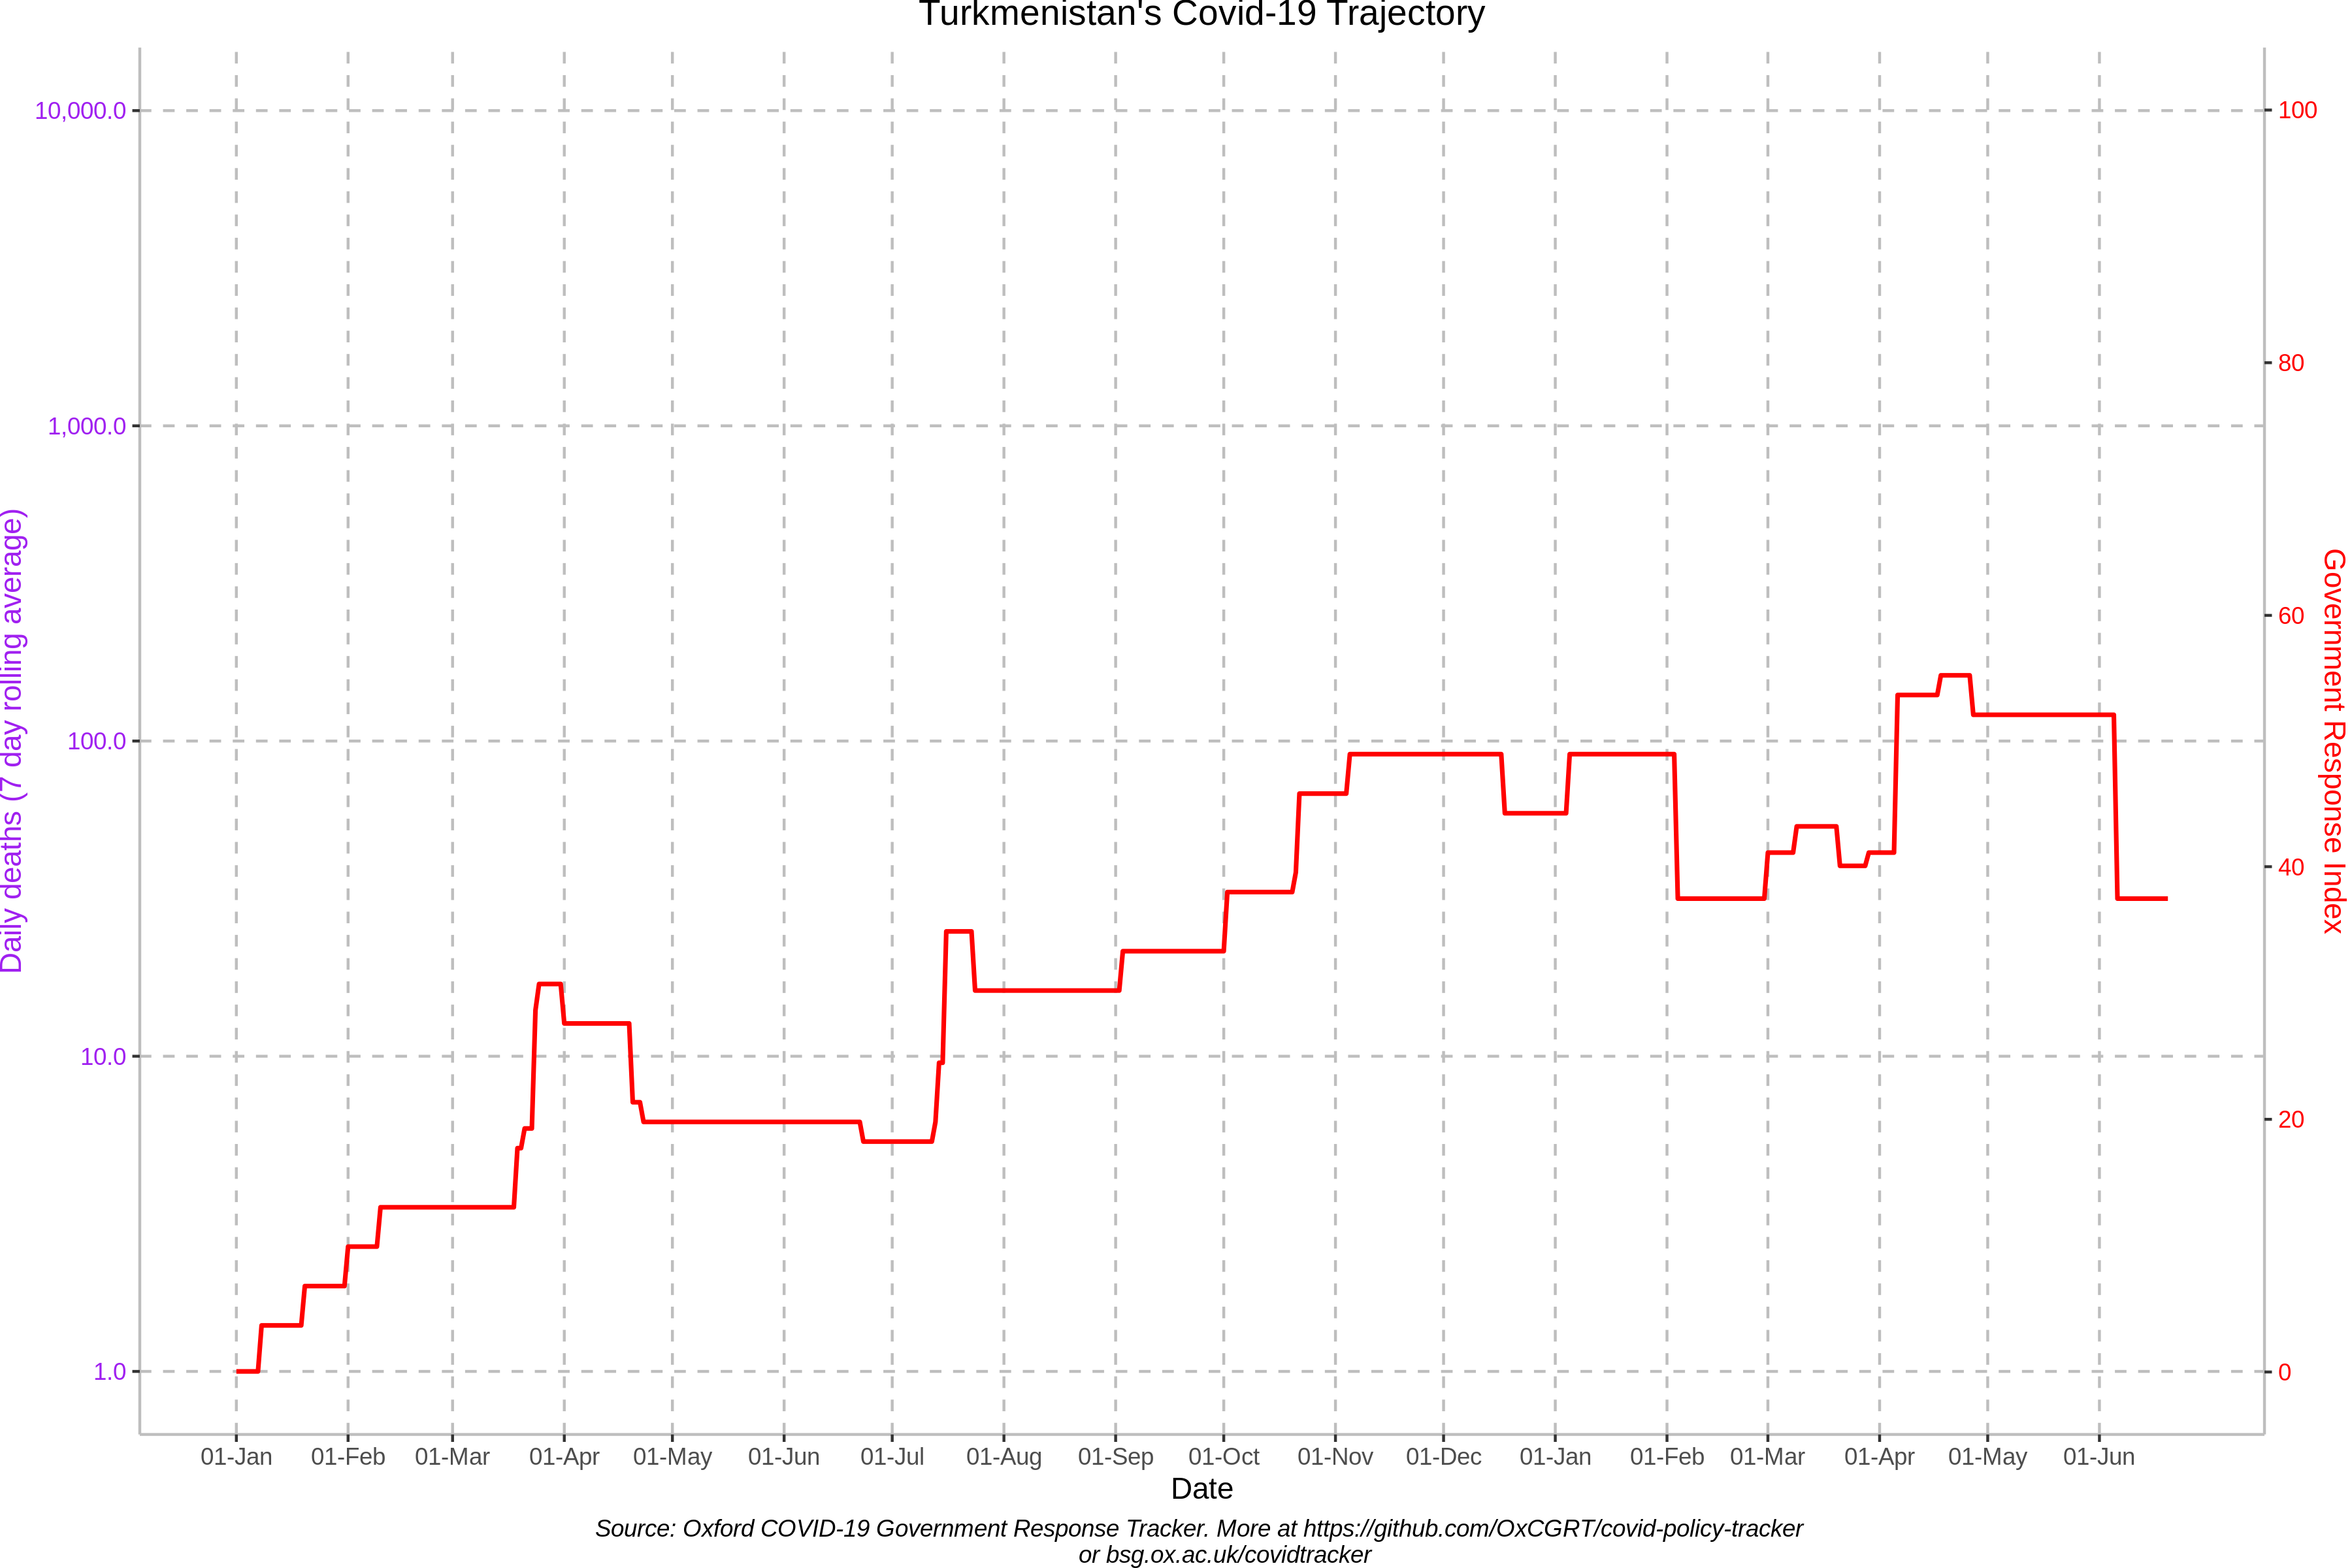 Turkmenistan's Covid-19 Trajectory
10,000.0
1,000.0
100.0
10.0
1.0
Daily deaths (7 day rolling average)
100
80
60
40
20
0
Government Response Index
01-Jan 01-Feb 01-Mar 01-Apr 01-May 01-Jun 01-Jul 01-Aug 01-Sep 01-Oct 01-Nov 01-Dec 01-Jan 01-Feb 01-Mar 01-Apr 01-May 01-Jun
Date
Source: Oxford COVID-19 Government Response Tracker. More at https://github.com/OxCGRT/covid-policy-tracker
or bsg.ox.ac.uk/covidtracker